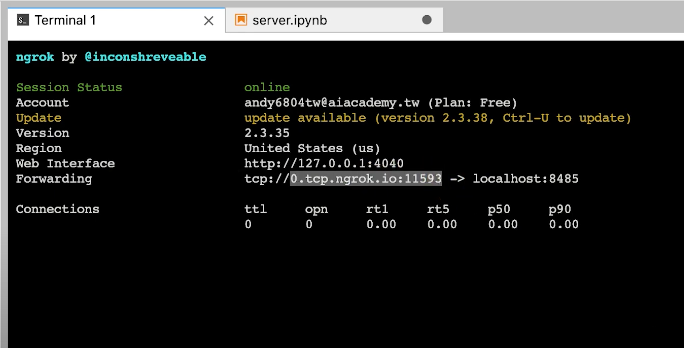 Terminal 1
server.ipynb
ngrok by @inconshreveable
Session Status online
Account andy6804tw@aiacademy.tw (Plan: Free)
Update update available (version 2.3.38, Ctrl-U to update)
Version 2.3.35
Region United States (us)
Web Interface http://127.0.0.1:4040
Forwarding tcp://0.tcp.ngrok.io:11593 -> localhost:8485
Connections ttl opn rt1 rt5 p50 p90
0 0 0.00 0.00 0.00 0.00